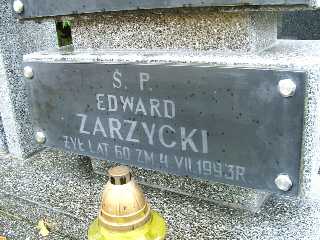 Ś. P.
EDWARD
ZARZYCKI
ŻYŁ LAT 60 ZM 4 VII 1993R